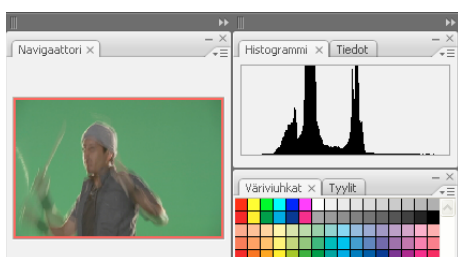 Navigaattori
Histogrammi
Tiedot
Väriviuhkat
Tyylit